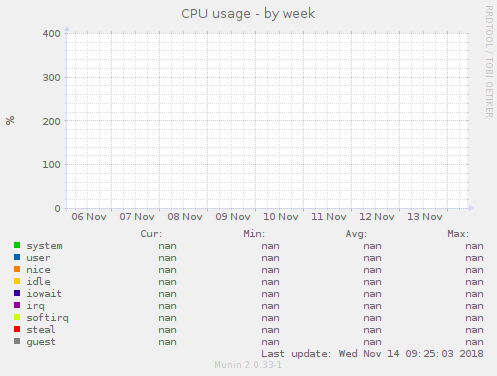 CPU usage - by week
RRDTOOL / TOBI OETIKER
%
400
300
200
100
0
06 Nov 07 Nov 08 Nov 09 Nov 10 Nov 11 Nov 12 Nov 13 Nov
Cur: Min: Avg: Max:
system nan nan nan nan
user nan nan nan nan
nice nan nan nan nan
idle nan nan nan nan
iowait nan nan nan nan
irq nan nan nan nan
softirq nan nan nan nan
steal nan nan nan nan
guest nan nan nan nan
Last update: Wed Nov 14 09:25:03 2018
Munin 2.0.33-1